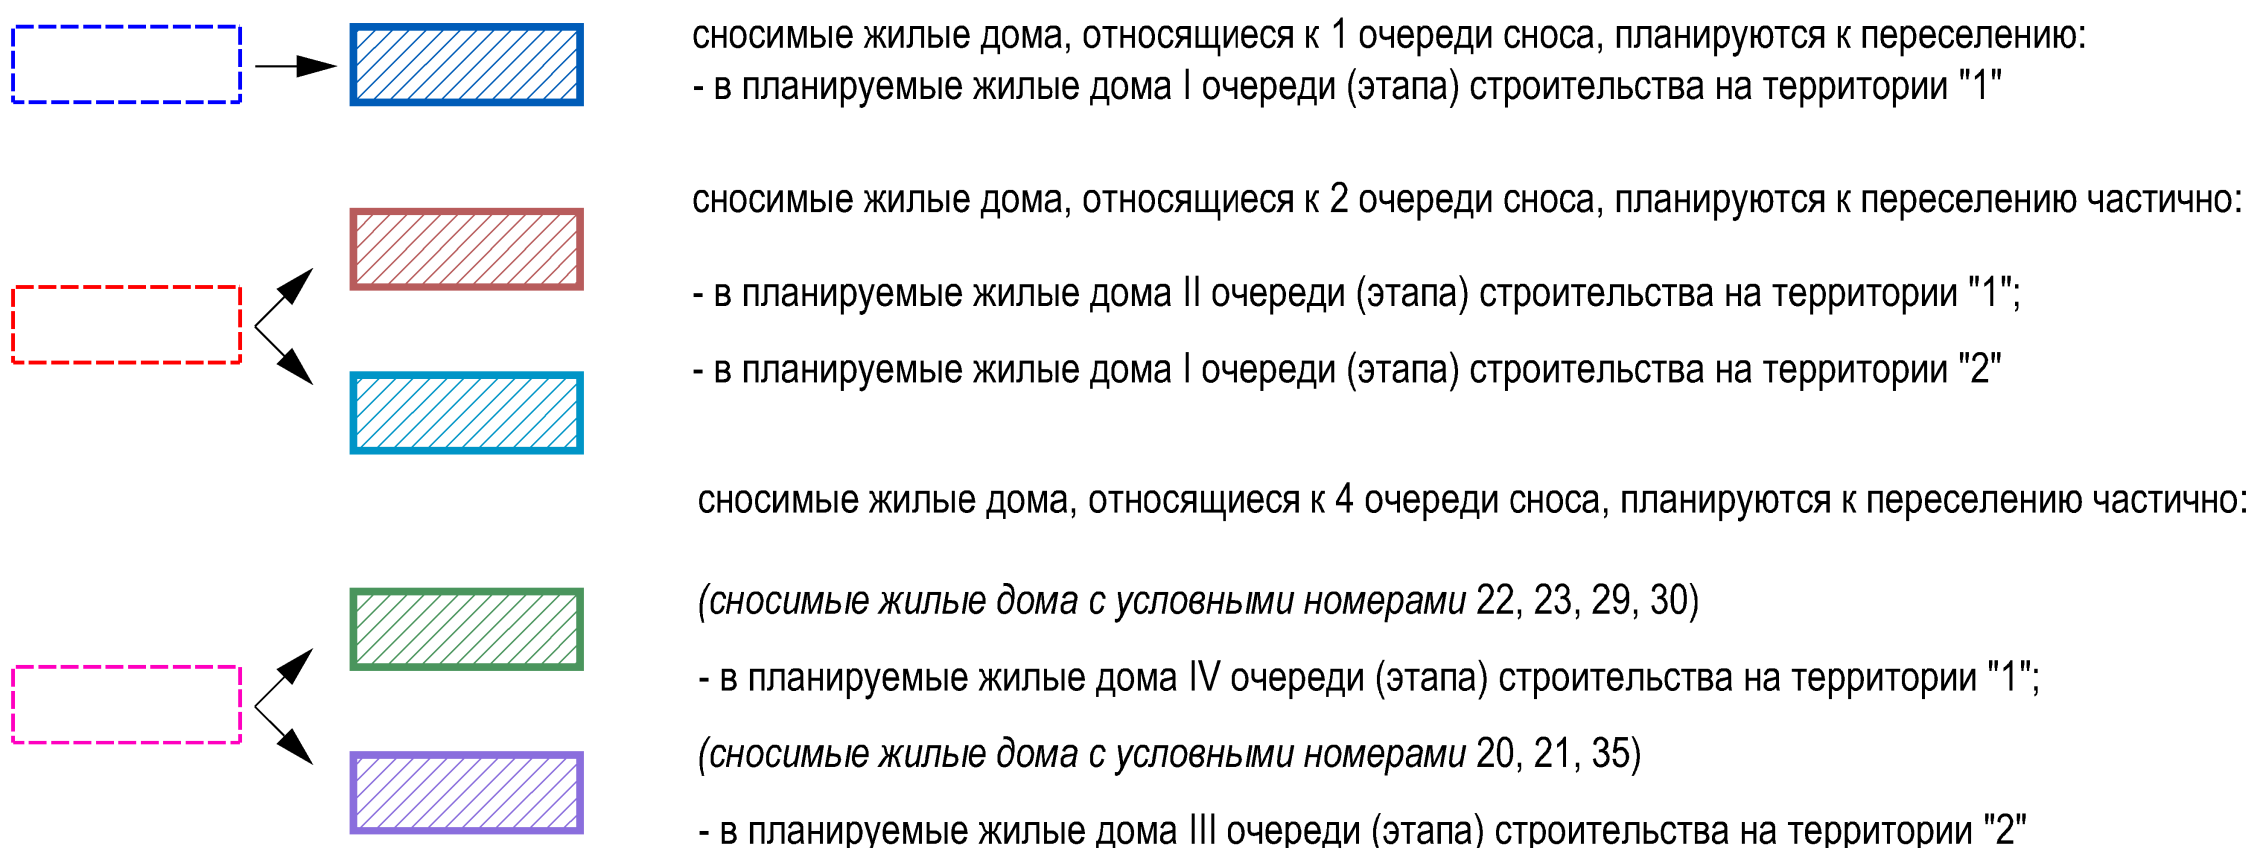 сносимые жилые дома, относящиеся к 1 очереди сноса, планируются к переселению:
- в планируемые жилые дома I очереди (этапа) строительства на территории "1"
сносимые жилые дома, относящиеся к 2 очереди сноса, планируются к переселению частично:
- в планируемые жилые дома II очереди (этапа) строительства на территории "1";
- в планируемые жилые дома I очереди (этапа) строительства на территории "2"
сносимые жилые дома, относящиеся к 4 очереди сноса, планируются к переселению частично:
(сносимые жилые дома с условными номерами 22, 23, 29, 30)
- в планируемые жилые дома IV очереди (этапа) строительства на территории "1";
(сносимые жилые дома с условными номерами 20, 21, 35)
- в планируемые жилые дома III очереди (этапа) строительства на территории "2"